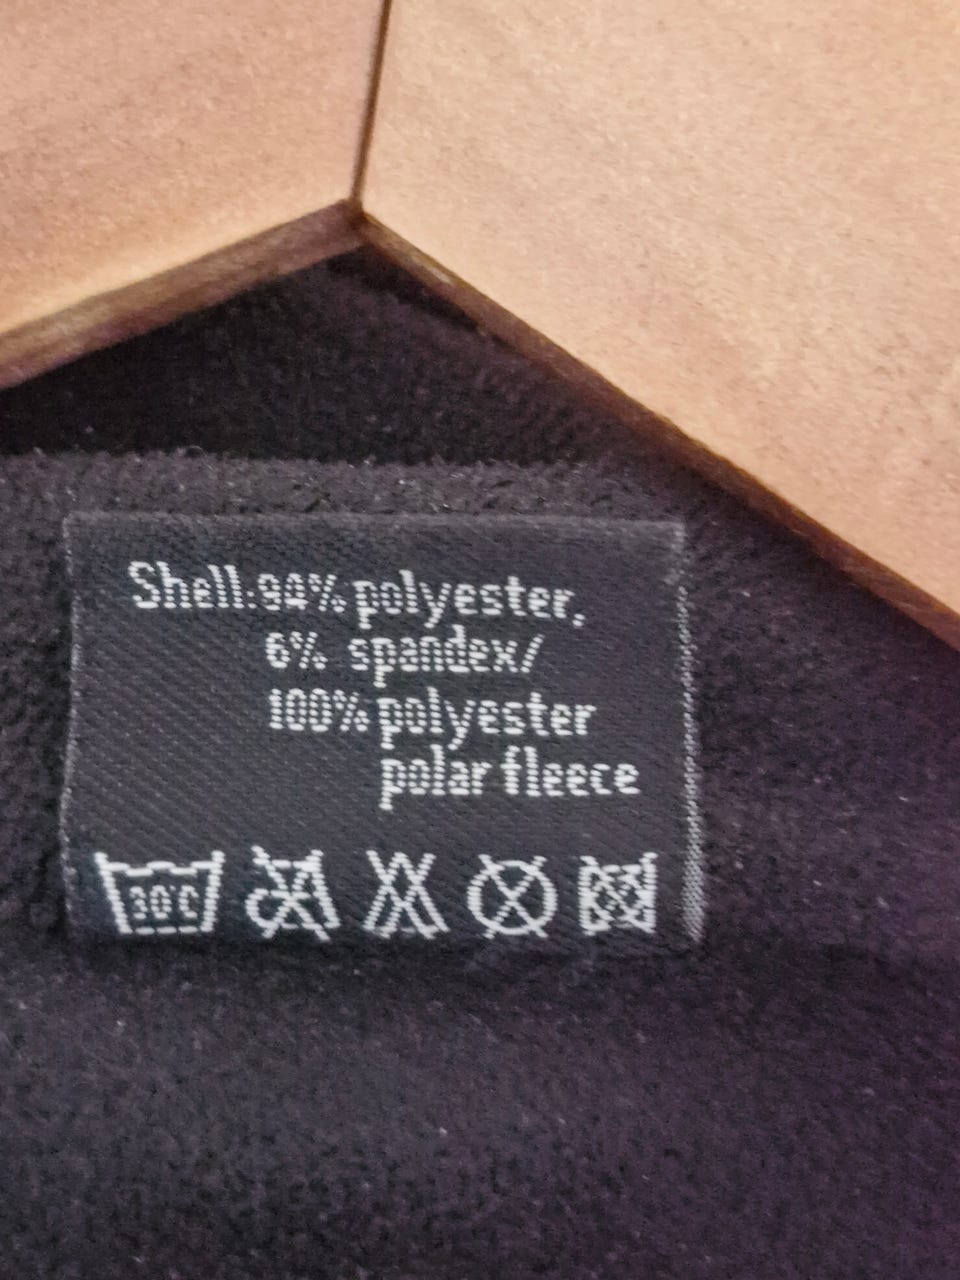 Shell:94% polyester,
6% spandex/
100% polyester
polar fleece
30°C